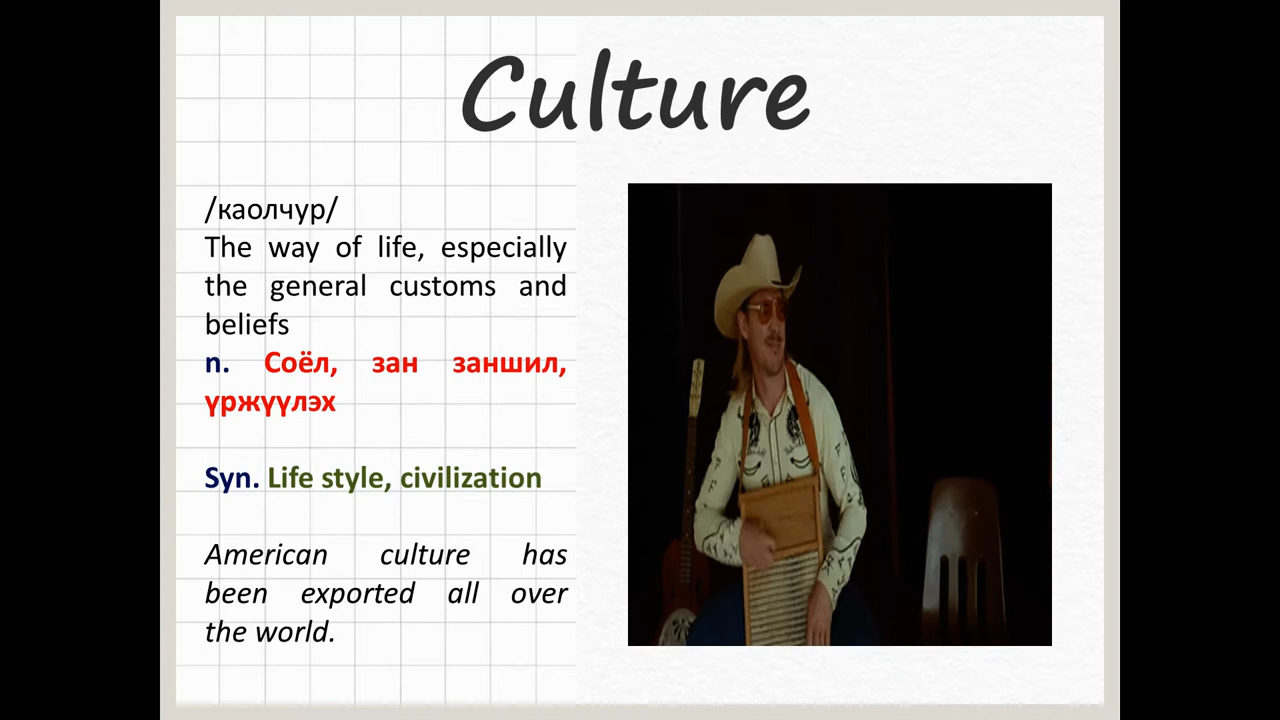 Culture
/каолчур/
The way of life, especially
the general customs and
beliefs
n. Соёл, зан заншил,
үржүүлэх
Syn. Life style, civilization
American culture has
been exported all over
the world.